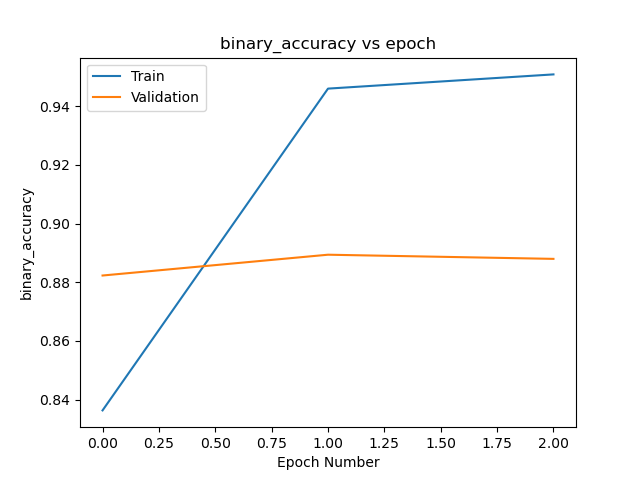 binary_accuracy vs epoch
Train
Validation
0.94
0.92
0.90
0.88
0.86
0.84
binary_accuracy
0.00 0.25 0.50 0.75 1.00 1.25 1.50 1.75 2.00
Epoch Number